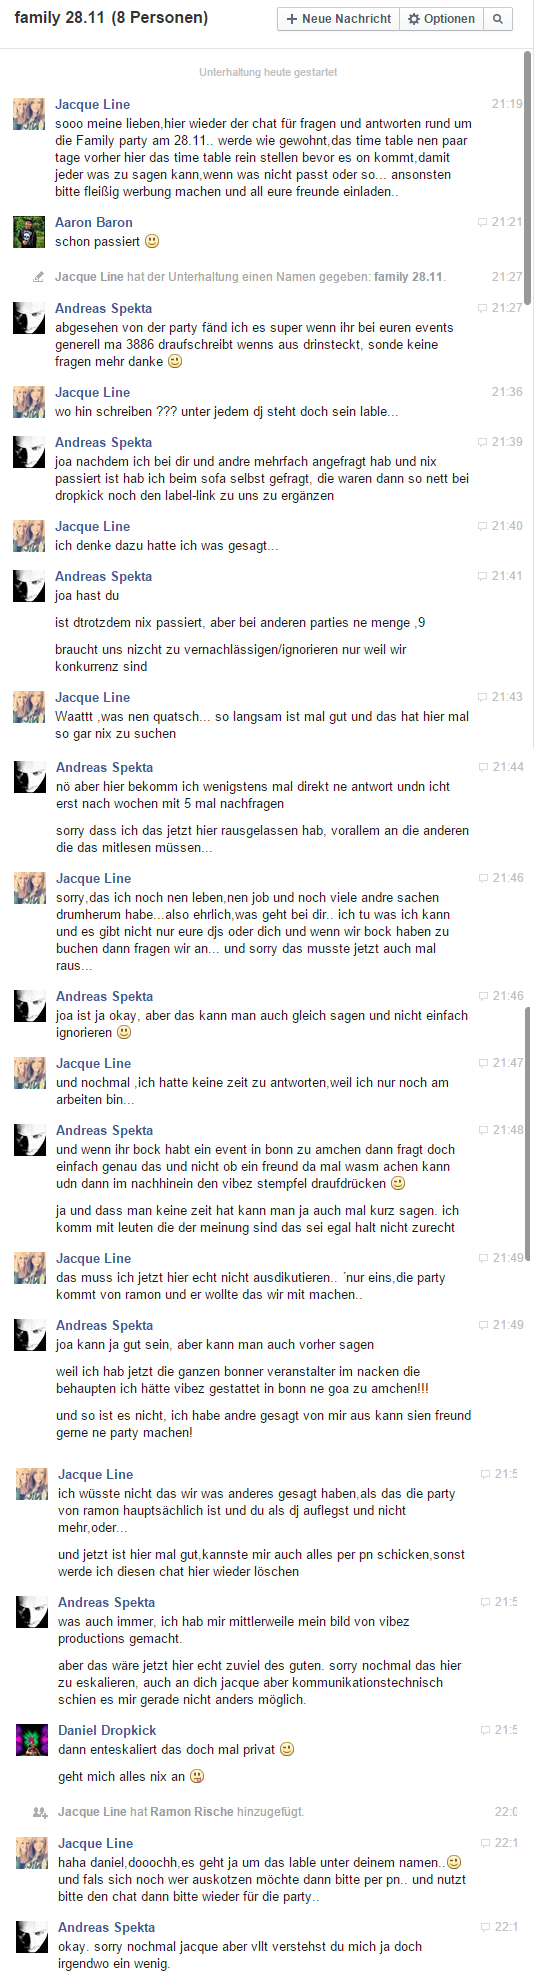 family 28.11 (8 Personen)
Neue Nachricht
Optionen
Unterhaltung heute gestartet
Jacque Line 21:19
sooo meine lieben,hier wieder der chat für fragen und antworten rund um
die Family party am 28.11.. werde wie gewohnt,das time table nen paar
tage vorher hier das time table rein stellen bevor es on kommt,damit
jeder was zu sagen kann,wenn was nicht passt oder so... ansonsten
bitte fleißig werbung machen und all eure freunde einladen..
Aaron Baron 21:21
schon passiert
Jacque Line hat der Unterhaltung einen Namen gegeben: family 28.11. 21:27
Andreas Spekta 21:27
abgesehen von der party fänd ich es super wenn ihr bei euren events
generell ma 3886 draufschreibt wenns aus drinsteckt, sonde keine
fragen mehr danke
Jacque Line 21:36
wo hin schreiben ??? unter jedem dj steht doch sein lable...
Andreas Spekta 21:39
joa nachdem ich bei dir und andre mehrfach angefragt hab und nix
passiert ist hab ich beim sofa selbst gefragt, die waren dann so nett bei
dropkick noch den label-link zu uns zu ergänzen
Jacque Line 21:40
ich denke dazu hatte ich was gesagt...
Andreas Spekta 21:41
joa hast du
ist dtrotzdem nix passiert, aber bei anderen parties ne menge ,9
braucht uns nizcht zu vernachlässigen/ignorieren nur weil wir
konkurrenz sind
Jacque Line 21:43
Waattt ,was nen quatsch... so langsam ist mal gut und das hat hier mal
so gar nix zu suchen
Andreas Spekta 21:44
nö aber hier bekomm ich wenigstens mal direkt ne antwort undn icht
erst nach wochen mit 5 mal nachfragen
sorry dass ich das jetzt hier rausgelassen hab, vorallem an die anderen
die das mitlesen müssen...
Jacque Line 21:46
sorry,das ich noch nen leben,nen job und noch viele andre sachen
drumherum habe...also ehrlich,was geht bei dir.. ich tu was ich kann
und es gibt nicht nur eure djs oder dich und wenn wir bock haben zu
buchen dann fragen wir an... und sorry das musste jetzt auch mal
raus...
Andreas Spekta 21:46
joa ist ja okay, aber das kann man auch gleich sagen und nicht einfach
ignorieren
Jacque Line 21:47
und nochmal ,ich hatte keine zeit zu antworten,weil ich nur noch am
arbeiten bin...
Andreas Spekta 21:48
und wenn ihr bock habt ein event in bonn zu amchen dann fragt doch
einfach genau das und nicht ob ein freund da mal wasm achen kann
udn dann im nachhinein den vibez stempfel draufdrücken
ja und dass man keine zeit hat kann man ja auch mal kurz sagen. ich
komm mit leuten die der meinung sind das sei egal halt nicht zurecht
Jacque Line 21:49
das muss ich jetzt hier echt nicht ausdikutieren.. ´nur eins,die party
kommt von ramon und er wollte das wir mit machen..
Andreas Spekta 21:49
joa kann ja gut sein, aber kann man auch vorher sagen
weil ich hab jetzt die ganzen bonner veranstalter im nacken die
behaupten ich hätte vibez gestattet in bonn ne goa zu amchen!!!
und so ist es nicht, ich habe andre gesagt von mir aus kann sien freund
gerne ne party machen!
Jacque Line 21:5
ich wüsste nicht das wir was anderes gesagt haben,als das die party
von ramon hauptsächlich ist und du als dj auflegst und nicht
mehr,oder...
und jetzt ist hier mal gut,kannste mir auch alles per pn schicken,sonst
werde ich diesen chat hier wieder löschen
Andreas Spekta 21:5
was auch immer, ich hab mir mittlerweile mein bild von vibez
productions gemacht.
aber das wäre jetzt hier echt zuviel des guten. sorry nochmal das hier
zu eskalieren, auch an dich jacque aber kommunikationstechnisch
schien es mir gerade nicht anders möglich.
Daniel Dropkick 21:5
dann enteskaliert das doch mal privat
geht mich alles nix an
Jacque Line hat Ramon Rische hinzugefügt. 22:0
Jacque Line 22:1
haha daniel,dooochh,es geht ja um das lable unter deinem namen..
und fals sich noch wer auskotzen möchte dann bitte per pn.. und nutzt
bitte den chat dann bitte wieder für die party..
Andreas Spekta 22:1
okay. sorry nochmal jacque aber vllt verstehst du mich ja doch
irgendwo ein wenig.